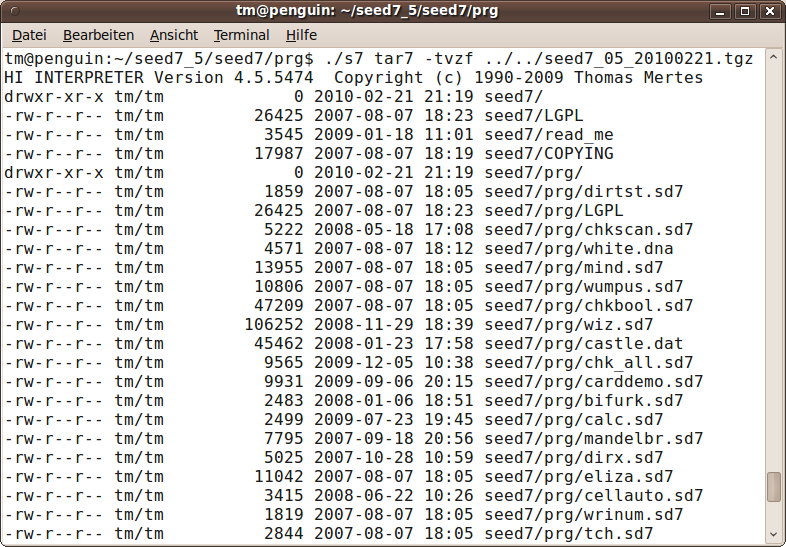 tm@penguin: ~/seed7_5/seed7/prg
Datei Bearbeiten Ansicht Terminal Hilfe
tm@penguin:~/seed7_5/seed7/prg$ ./s7 tar7 -tvzf ../../seed7_05_20100221.tgz
HI INTERPRETER Version 4.5.5474  Copyright (c) 1990-2009 Thomas Mertes
drwxr-xr-x tm/tm             0 2010-02-21 21:19 seed7/
-rw-r--r-- tm/tm         26425 2007-08-07 18:23 seed7/LGPL
-rw-r--r-- tm/tm          3545 2009-01-18 11:01 seed7/read_me
-rw-r--r-- tm/tm         17987 2007-08-07 18:19 seed7/COPYING
drwxr-xr-x tm/tm             0 2010-02-21 21:19 seed7/prg/
-rw-r--r-- tm/tm          1859 2007-08-07 18:05 seed7/prg/dirtst.sd7
-rw-r--r-- tm/tm         26425 2007-08-07 18:23 seed7/prg/LGPL
-rw-r--r-- tm/tm          5222 2008-05-18 17:08 seed7/prg/chkscan.sd7
-rw-r--r-- tm/tm          4571 2007-08-07 18:12 seed7/prg/white.dna
-rw-r--r-- tm/tm         13955 2007-08-07 18:05 seed7/prg/mind.sd7
-rw-r--r-- tm/tm         10806 2007-08-07 18:05 seed7/prg/wumpus.sd7
-rw-r--r-- tm/tm         47209 2007-08-07 18:05 seed7/prg/chkbool.sd7
-rw-r--r-- tm/tm        106252 2008-11-29 18:39 seed7/prg/wiz.sd7
-rw-r--r-- tm/tm         45462 2008-01-23 17:58 seed7/prg/castle.dat
-rw-r--r-- tm/tm          9565 2009-12-05 10:38 seed7/prg/chk_all.sd7
-rw-r--r-- tm/tm          9931 2009-09-06 20:15 seed7/prg/carddemo.sd7
-rw-r--r-- tm/tm          2483 2008-01-06 18:51 seed7/prg/bifurk.sd7
-rw-r--r-- tm/tm          2499 2009-07-23 19:45 seed7/prg/calc.sd7
-rw-r--r-- tm/tm          7795 2007-09-18 20:56 seed7/prg/mandelbr.sd7
-rw-r--r-- tm/tm          5025 2007-10-28 10:59 seed7/prg/dirx.sd7
-rw-r--r-- tm/tm         11042 2007-08-07 18:05 seed7/prg/eliza.sd7
-rw-r--r-- tm/tm          3415 2008-06-22 10:26 seed7/prg/cellauto.sd7
-rw-r--r-- tm/tm          1819 2007-08-07 18:05 seed7/prg/wrinum.sd7
-rw-r--r-- tm/tm          2844 2007-08-07 18:05 seed7/prg/tch.sd7